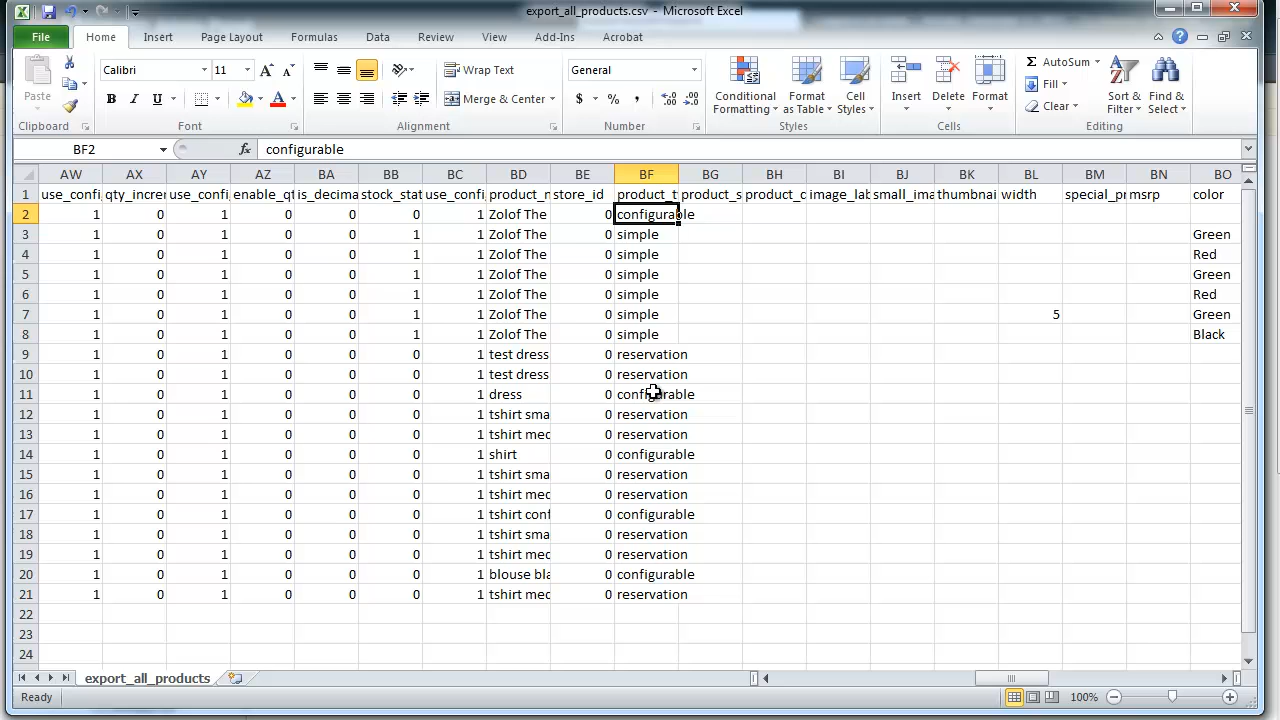 export_all_products.csv – Microsoft Excel
File Home Insert Page Layout Formulas Data Review View Add-Ins Acrobat
Calibri 11 Wrap Text General AutoSum
Paste Conditional Formatting Format as Table Cell Styles Insert Delete Format Fill Sort & Filter Find & Select
B I U A Merge & Center $ % , Clear
Clipboard Font Alignment Number Styles Cells Editing
BF2 fx configurable
AW AX AY AZ BA BB BC BD BE BF BG BH BI BJ BK BL BM BN BO
1 use_confi qty_incre use_confi enable_qt is_decima stock_stat use_confi product_n store_id product_t product_s product_c image_lab small_ima thumbnai width special_pr msrp color
2 1 0 1 0 0 0 1 Zolof The 0 configurable
3 1 0 1 0 0 1 1 Zolof The 0 simple Green
4 1 0 1 0 0 1 1 Zolof The 0 simple Red
5 1 0 1 0 0 1 1 Zolof The 0 simple Green
6 1 0 1 0 0 1 1 Zolof The 0 simple Red
7 1 0 1 0 0 1 1 Zolof The 0 simple 5 Green
8 1 0 1 0 0 1 1 Zolof The 0 simple Black
9 1 0 1 0 0 0 1 test dress 0 reservation
10 1 0 1 0 0 0 1 test dress 0 reservation
11 1 0 1 0 0 0 1 dress 0 configurable
12 1 0 1 0 0 0 1 tshirt sma 0 reservation
13 1 0 1 0 0 0 1 tshirt med 0 reservation
14 1 0 1 0 0 0 1 shirt 0 configurable
15 1 0 1 0 0 0 1 tshirt sma 0 reservation
16 1 0 1 0 0 0 1 tshirt med 0 reservation
17 1 0 1 0 0 0 1 tshirt conf 0 configurable
18 1 0 1 0 0 0 1 tshirt sma 0 reservation
19 1 0 1 0 0 0 1 tshirt med 0 reservation
20 1 0 1 0 0 0 1 blouse bla 0 configurable
21 1 0 1 0 0 0 1 tshirt med 0 reservation
22
23
24
export_all_products
Ready 100%